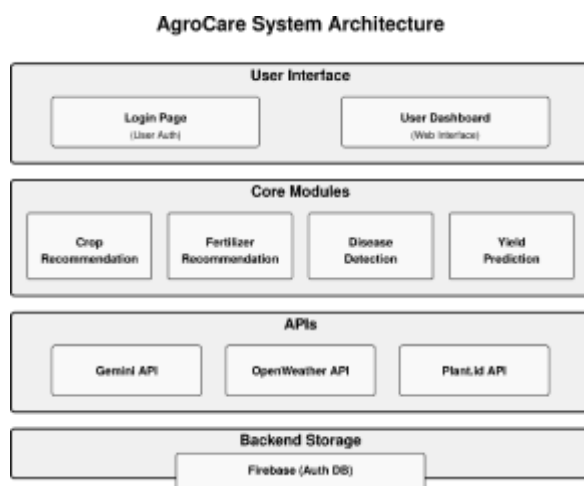 AgroCare System Architecture
User Interface
Login Page
(User Auth)
User Dashboard
(Web Interface)
Core Modules
Crop
Recommendation
Fertilizer
Recommendation
Disease
Detection
Yield
Prediction
APIs
Gemini API
OpenWeather API
Plant.id API
Backend Storage
Firebase (Auth DB)